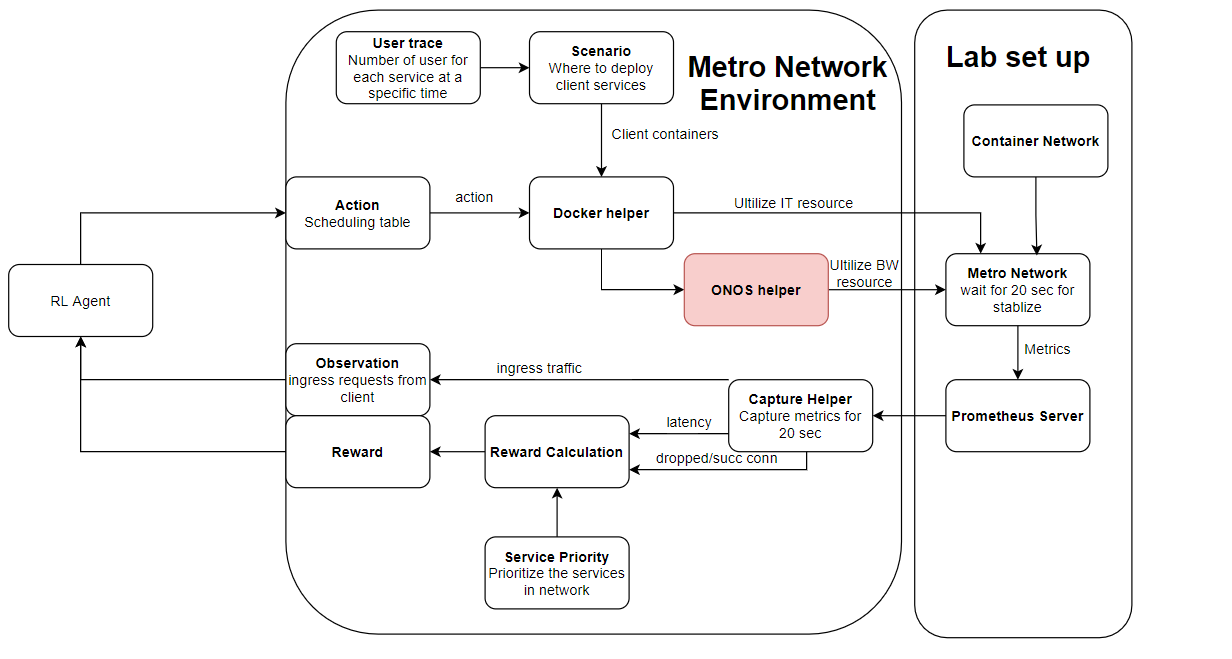 User trace
Number of user for
each service at a
specific time
Scenario
Where to deploy
client services
Metro Network
Environment
Lab set up
Container Network
Client containers
Action
Scheduling table
action
Docker helper
Ultilize IT resource
RL Agent
ONOS helper
Ultilize BW
resource
Metro Network
wait for 20 sec for
stablize
Metrics
Observation
ingress requests from
client
ingress traffic
Capture Helper
Capture metrics for
20 sec
Prometheus Server
Reward
Reward Calculation
latency
dropped/succ conn
Service Priority
Prioritize the services
in network